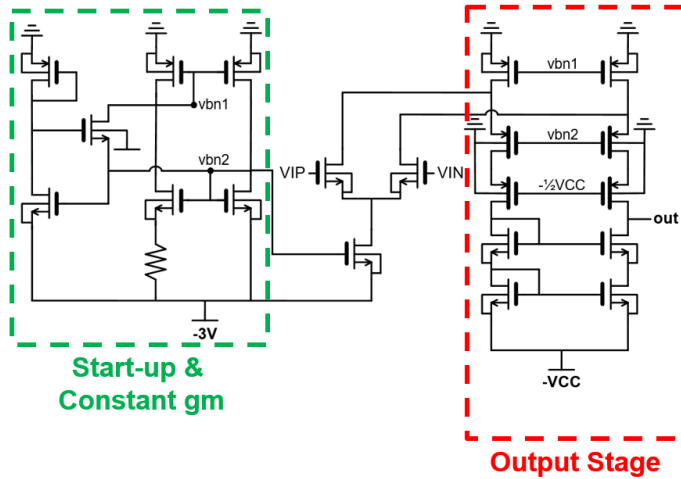 vbn1
vbn2
-3V
VIP
VIN
vbn1
vbn2
-½VCC
out
-VCC
Start-up &
Constant gm
Output Stage